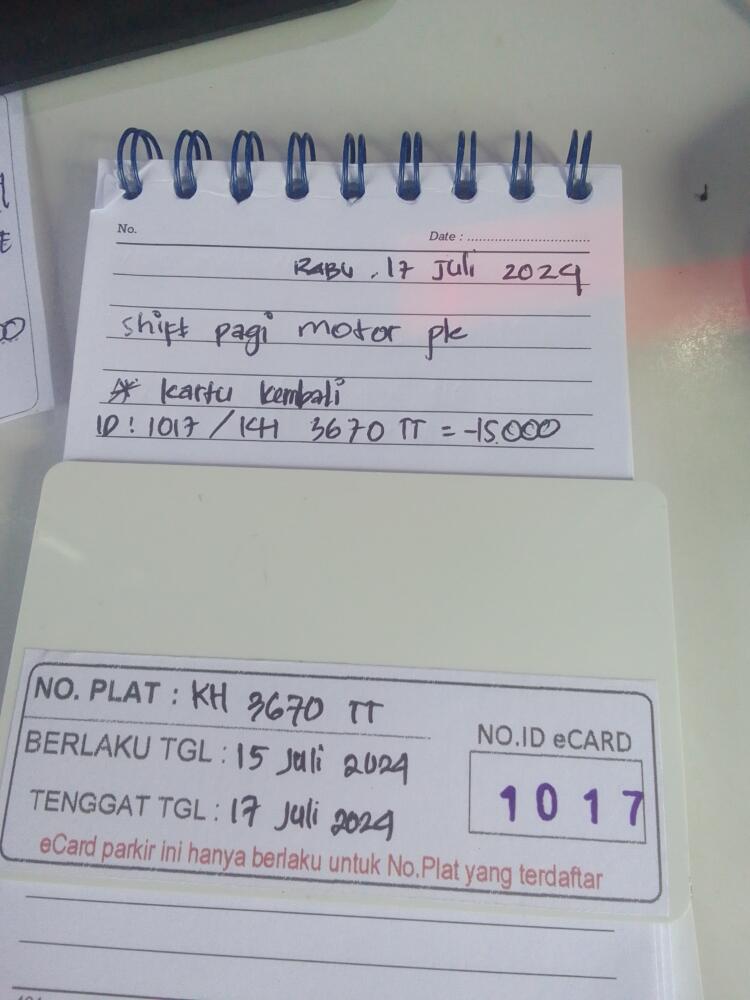 No.
Date : ................................
RABU, 17 Juli 2024
shift pagi motor pk
* kartu kembali
ID : 1017 / KH 3670 TT = -15.000
NO. PLAT : KH 3670 TT
BERLAKU TGL : 15 Juli 2024
TENGGAT TGL : 17 Juli 2024
NO.ID eCARD
1017
eCard parkir ini hanya berlaku untuk No.Plat yang terdaftar